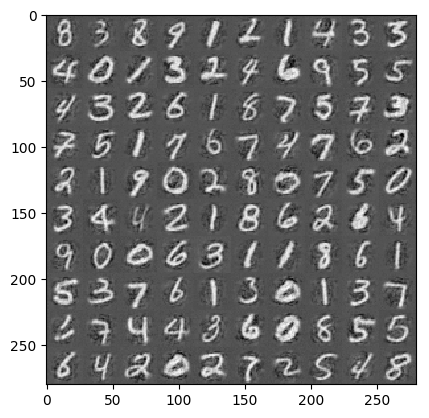 0
50
100
150
200
250
0 50 100 150 200 250
8 3 8 9 1 2 1 4 3 3
4 0 1 3 2 4 6 9 5 5
4 3 2 6 1 8 7 5 7 3
7 5 1 7 6 7 4 7 6 2
2 1 9 0 2 8 0 7 5 0
3 4 4 2 1 8 6 2 6 4
9 0 0 6 3 1 1 8 6 1
5 3 7 6 1 3 0 1 3 7
7 4 4 3 6 0 8 5 5
6 4 2 0 2 7 2 5 4 8